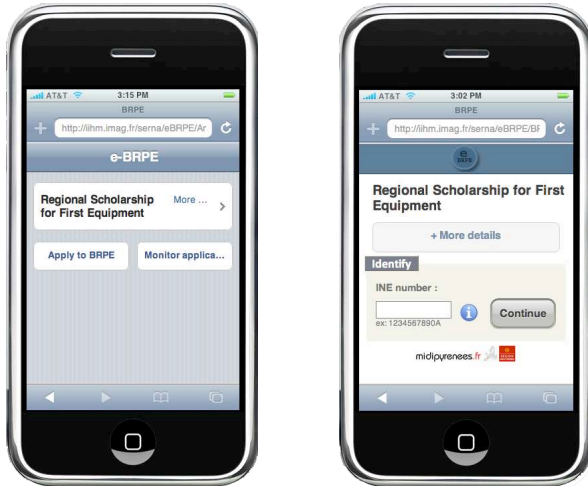 AT&T 3:15 PM
BRPE
http://iihm.imag.fr/serna/eBRPE/Ar
e-BRPE
Regional Scholarship More ...
for First Equipment
Apply to BRPE Monitor applica...
AT&T 3:02 PM
BRPE
http://iihm.imag.fr/serna/eBRPE/BF
e
BRPE
Regional Scholarship for First
Equipment
+ More details
Identify
INE number :
Continue
ex: 1234567890A
midipyrenees.fr